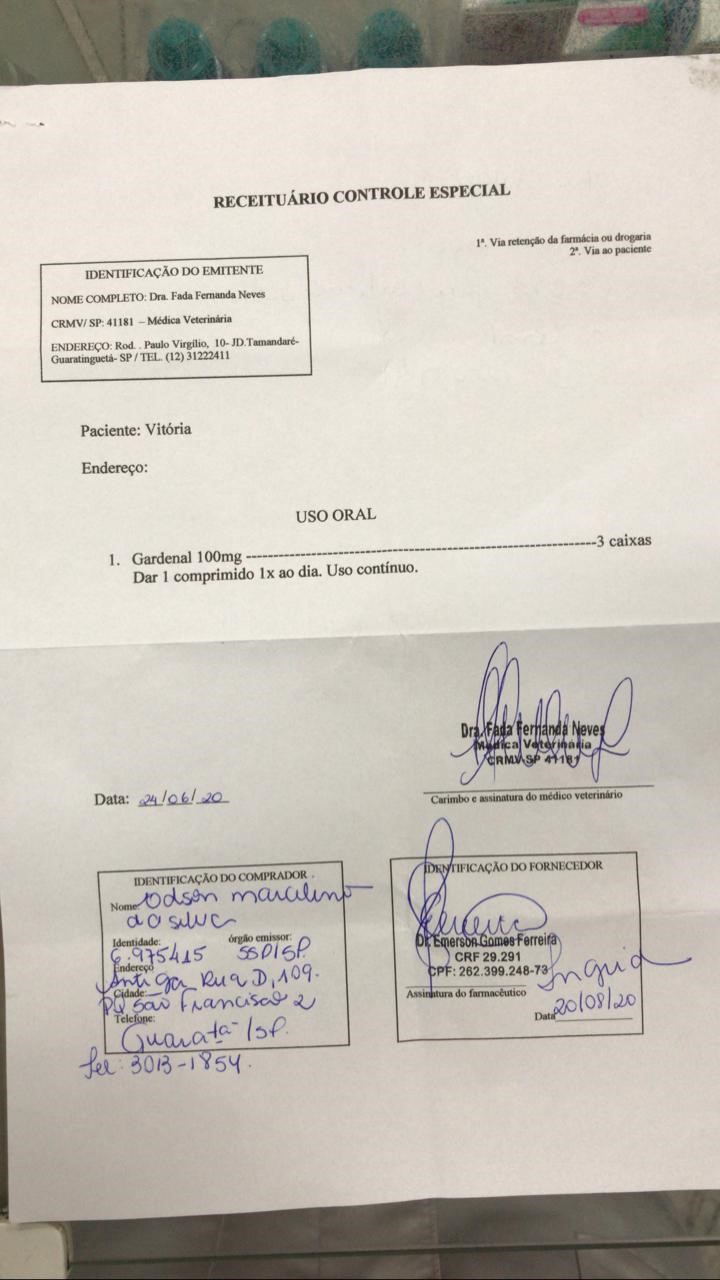 RECEITUÁRIO CONTROLE ESPECIAL
1ª. Via retenção da farmácia ou drogaria
2ª. Via ao paciente
IDENTIFICAÇÃO DO EMITENTE
NOME COMPLETO: Dra. Fada Fernanda Neves
CRMV/ SP: 41181 – Médica Veterinária
ENDEREÇO: Rod. . Paulo Virgílio, 10- JD.Tamandaré-
Guaratinguetá- SP / TEL. (12) 31222411
Paciente: Vitória
Endereço:
USO ORAL
1. Gardenal 100mg ----------------------------------------------------------------3 caixas
Dar 1 comprimido 1x ao dia. Uso contínuo.
Dra. Fada Fernanda Neves
Médica Veterinária
CRMV-SP 41181
Data: 24/06/20
Carimbo e assinatura do médico veterinário
IDENTIFICAÇÃO DO COMPRADOR
Nome: Odson marcelino
da silva
Identidade: órgão emissor:
6.975415 SSP/SP.
Endereço
Antiga Rua D, 109.
Cidade:
PQ São Francisco 2
Telefone:
Guaratá-/SP.
Tel: 3013-1854.
IDENTIFICAÇÃO DO FORNECEDOR
Dr. Emerson Gomes Ferreira
CRF 29.291
CPF: 262.399.248-73
Ingrid
Assinatura do farmacêutico
Data 20/08/20